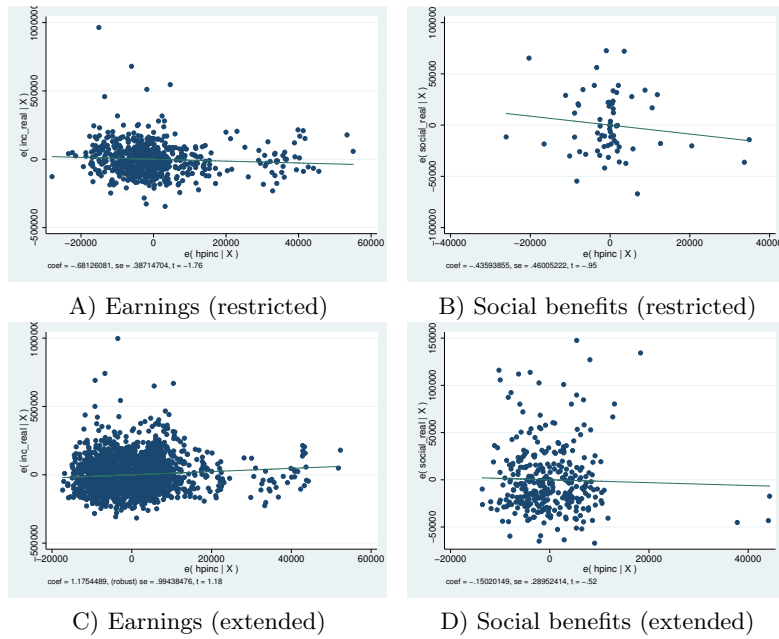 1000000
500000
0
-500000
e( inc_real | X )
-20000 0 20000 40000 60000
e( hpinc | X )
coef = -.68126081, se = .38714704, t = -1.76
A) Earnings (restricted)
100000
50000
0
-50000
-100000
e( social_real | X )
-40000 -20000 0 20000 40000
e( hpinc | X )
coef = -.43593855, se = .46005222, t = -.95
B) Social benefits (restricted)
1000000
500000
0
-500000
e( inc_real | X )
-20000 0 20000 40000 60000
e( hpinc | X )
coef = 1.1754489, (robust) se = .99438476, t = 1.18
C) Earnings (extended)
150000
100000
50000
0
-50000
e( social_real | X )
-20000 0 20000 40000
e( hpinc | X )
coef = -.15020149, se = .28952414, t = -.52
D) Social benefits (extended)